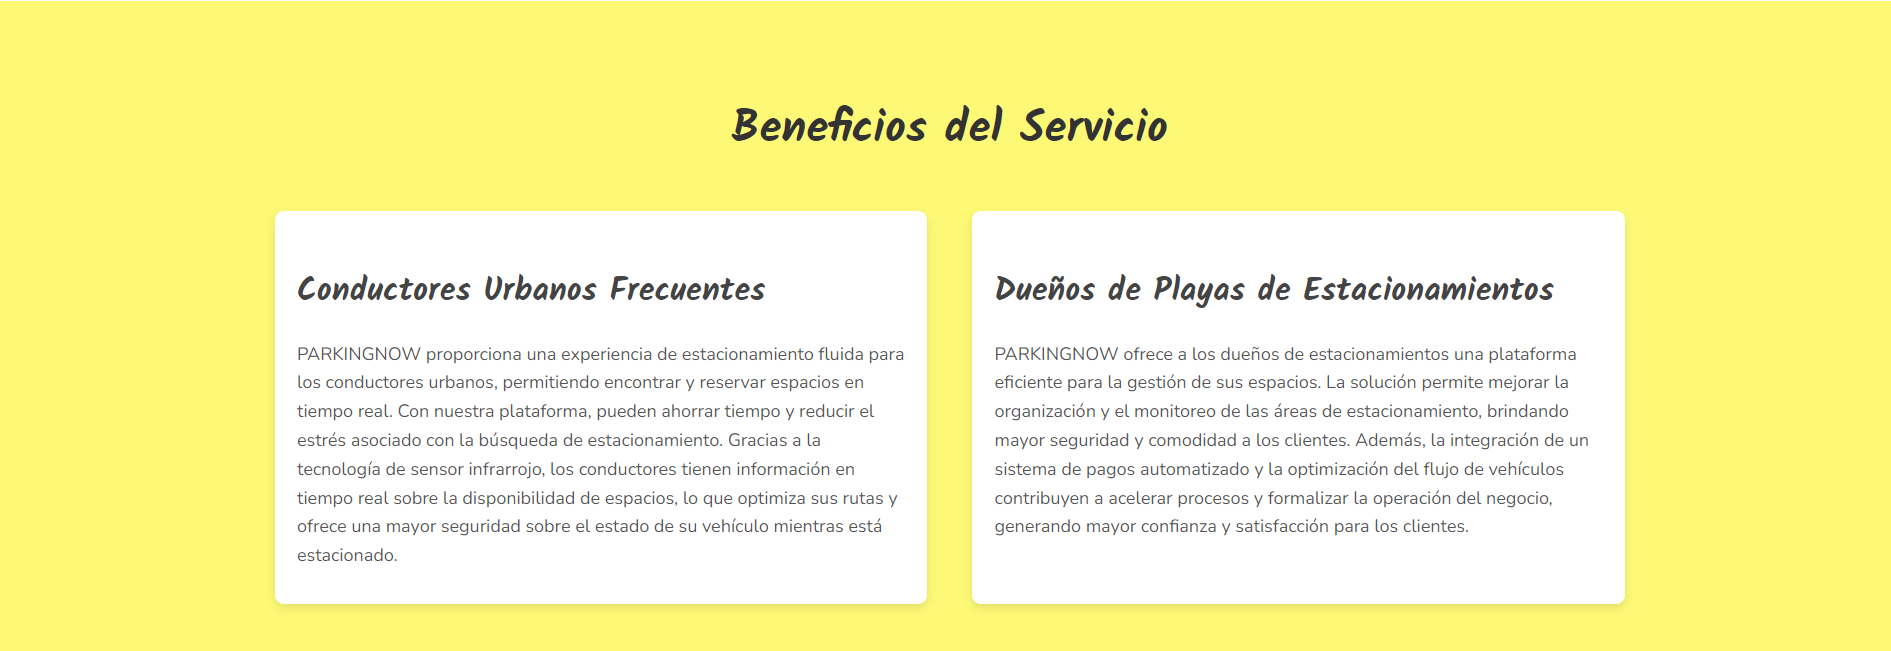 Beneficios del Servicio
Conductores Urbanos Frecuentes
PARKINGNOW proporciona una experiencia de estacionamiento fluida para
los conductores urbanos, permitiendo encontrar y reservar espacios en
tiempo real. Con nuestra plataforma, pueden ahorrar tiempo y reducir el
estrés asociado con la búsqueda de estacionamiento. Gracias a la
tecnología de sensor infrarrojo, los conductores tienen información en
tiempo real sobre la disponibilidad de espacios, lo que optimiza sus rutas y
ofrece una mayor seguridad sobre el estado de su vehículo mientras está
estacionado.
Dueños de Playas de Estacionamientos
PARKINGNOW ofrece a los dueños de estacionamientos una plataforma
eficiente para la gestión de sus espacios. La solución permite mejorar la
organización y el monitoreo de las áreas de estacionamiento, brindando
mayor seguridad y comodidad a los clientes. Además, la integración de un
sistema de pagos automatizado y la optimización del flujo de vehículos
contribuyen a acelerar procesos y formalizar la operación del negocio,
generando mayor confianza y satisfacción para los clientes.